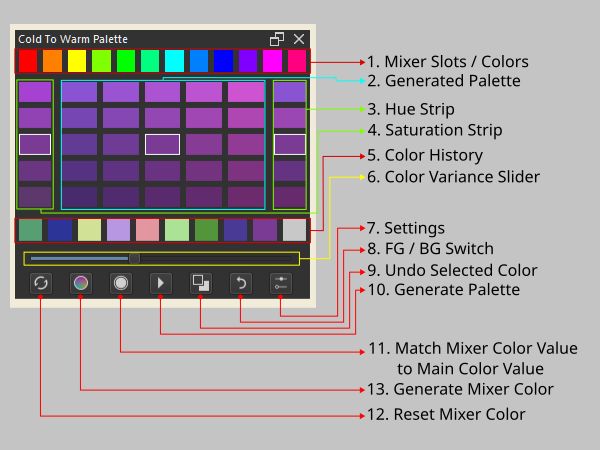 Cold To Warm Palette
1. Mixer Slots / Colors
2. Generated Palette
3. Hue Strip
4. Saturation Strip
5. Color History
6. Color Variance Slider
7. Settings
8. FG / BG Switch
9. Undo Selected Color
10. Generate Palette
11. Match Mixer Color Value
to Main Color Value
13. Generate Mixer Color
12. Reset Mixer Color